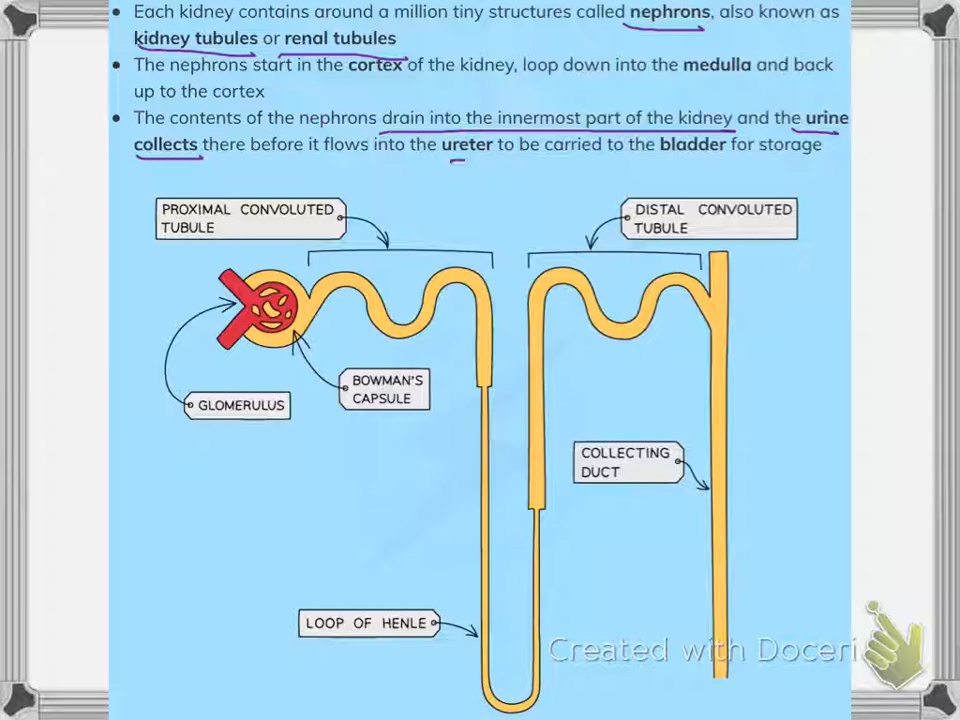 Each kidney contains around a million tiny structures called nephrons, also known as
kidney tubules or renal tubules
The nephrons start in the cortex of the kidney, loop down into the medulla and back
up to the cortex
The contents of the nephrons drain into the innermost part of the kidney and the urine
collects there before it flows into the ureter to be carried to the bladder for storage
PROXIMAL CONVOLUTED
TUBULE
DISTAL CONVOLUTED
TUBULE
BOWMAN'S
CAPSULE
GLOMERULUS
COLLECTING
DUCT
LOOP OF HENLE
Created with Doceri